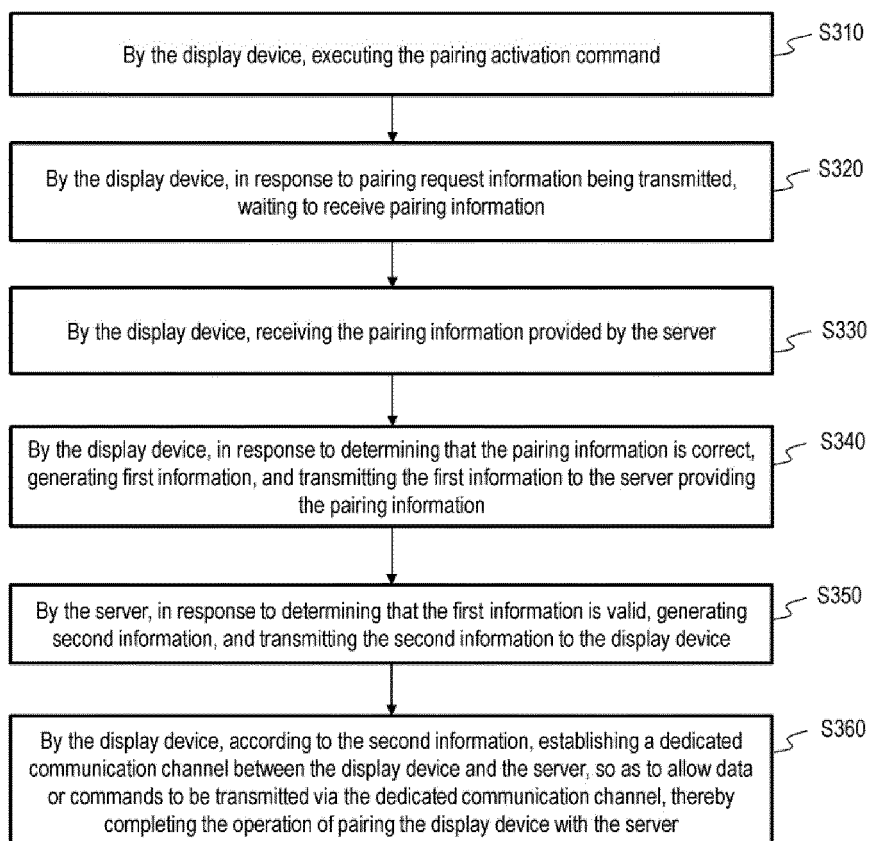 By the display device, executing the pairing activation command
S310
By the display device, in response to pairing request information being transmitted,
waiting to receive pairing information
S320
By the display device, receiving the pairing information provided by the server
S330
By the display device, in response to determining that the pairing information is correct,
generating first information, and transmitting the first information to the server providing
the pairing information
S340
By the server, in response to determining that the first information is valid, generating
second information, and transmitting the second information to the display device
S350
By the display device, according to the second information, establishing a dedicated
communication channel between the display device and the server, so as to allow data
or commands to be transmitted via the dedicated communication channel, thereby
completing the operation of pairing the display device with the server
S360